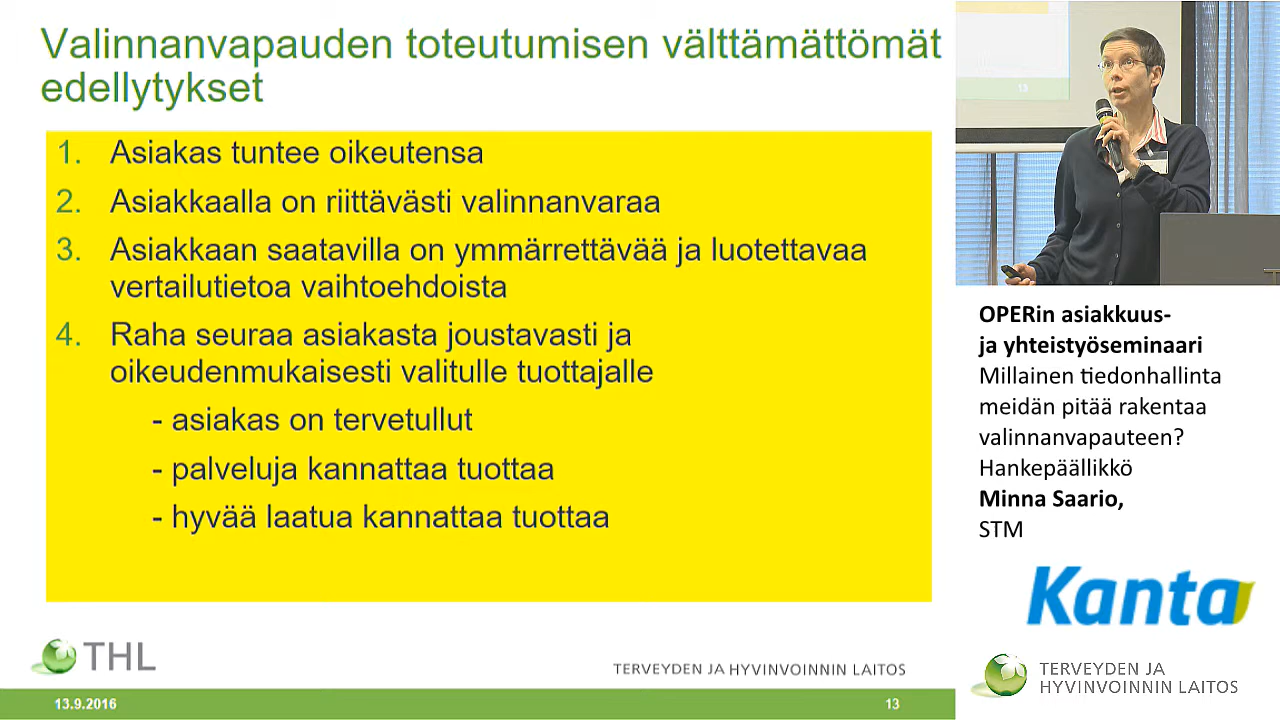 Valinnanvapauden toteutumisen välttämättömät
edellytykset
1. Asiakas tuntee oikeutensa
2. Asiakkaalla on riittävästi valinnanvaraa
3. Asiakkaan saatavilla on ymmärrettävää ja luotettavaa
vertailutietoa vaihtoehdoista
4. Raha seuraa asiakasta joustavasti ja
oikeudenmukaisesti valitulle tuottajalle
- asiakas on tervetullut
- palveluja kannattaa tuottaa
- hyvää laatua kannattaa tuottaa
THL
TERVEYDEN JA HYVINVOINNIN LAITOS
13.9.2016
13
13
OPERin asiakkuus-
ja yhteistyöseminaari
Millainen tiedonhallinta
meidän pitää rakentaa
valinnanvapauteen?
Hankepäällikkö
Minna Saario,
STM
Kanta
TERVEYDEN JA
HYVINVOINNIN LAITOS